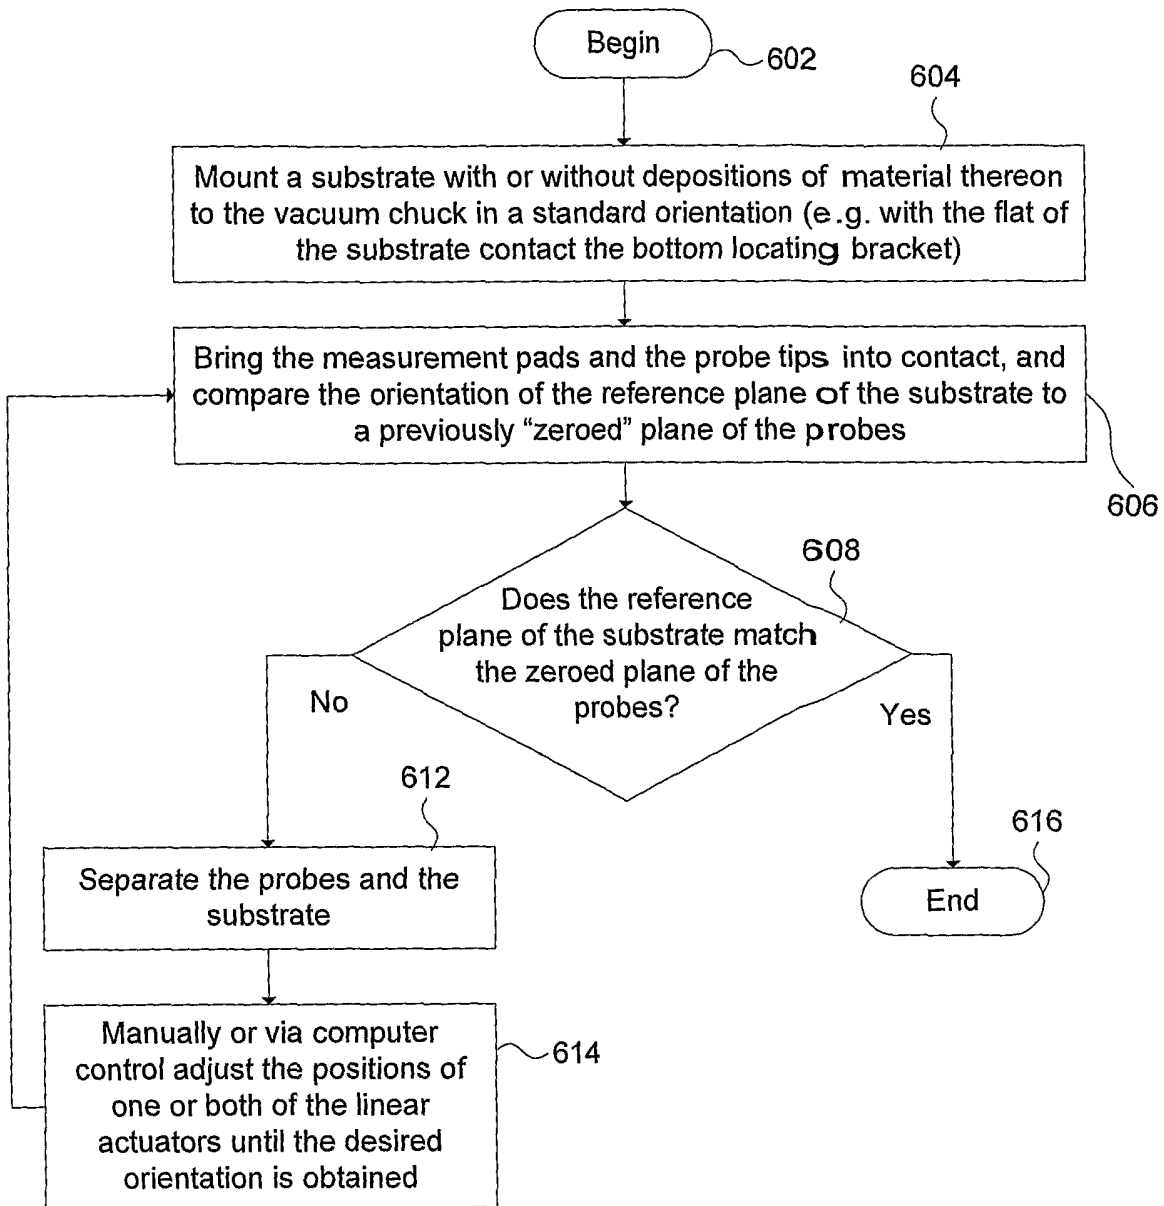 Begin
602
604
Mount a substrate with or without depositions of material thereon
to the vacuum chuck in a standard orientation (e.g. with the flat of
the substrate contact the bottom locating bracket)
Bring the measurement pads and the probe tips into contact, and
compare the orientation of the reference plane of the substrate to
a previously “zeroed” plane of the probes
606
608
Does the reference
plane of the substrate match
the zeroed plane of the
probes?
No
Yes
612
616
Separate the probes and the
substrate
End
Manually or via computer
control adjust the positions of
one or both of the linear
actuators until the desired
orientation is obtained
614